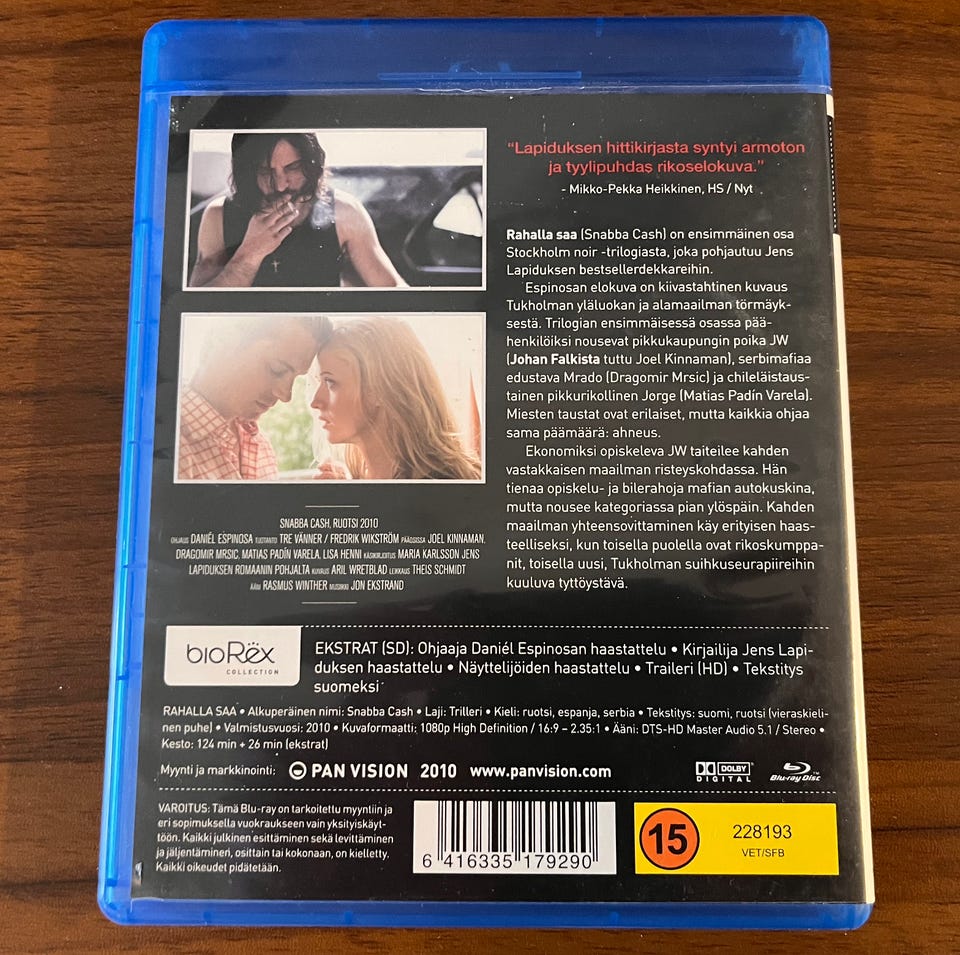 "Lapiduksen hittikirjasta syntyi armoton
ja tyylipuhdas rikoselokuva."
- Mikko-Pekka Heikkinen, HS / Nyt
Rahalla saa (Snabba Cash) on ensimmäinen osa
Stockholm noir -trilogiasta, joka pohjautuu Jens
Lapiduksen bestsellerdekkareihin.
Espinosan elokuva on kiivastahtinen kuvaus
Tukholman yläluokan ja alamaailman törmäyk-
sestä. Trilogian ensimmäisessä osassa pää-
henkilöiksi nousevat pikkukaupungin poika JW
(Johan Falkista tuttu Joel Kinnaman), serbimafiaa
edustava Mrado (Dragomir Mrsic) ja chileläistaus-
tainen pikkurikollinen Jorge (Matias Padín Varela).
Miesten taustat ovat erilaiset, mutta kaikkia ohjaa
sama päämäärä: ahneus.
Ekonomiksi opiskeleva JW taiteilee kahden
vastakkaisen maailman risteyskohdassa. Hän
tienaa opiskelu- ja bilerahoja mafian autokuskina,
mutta nousee kategoriassa pian ylöspäin. Kahden
maailman yhteensovittaminen käy erityisen haas-
teelliseksi, kun toisella puolella ovat rikoskumppa-
nit, toisella uusi, Tukholman suihkuseurapiireihin
kuuluva tyttöystävä.
SNABBA CASH, RUOTSI 2010
OHJAUS DANIÉL ESPINOSA TUOTANTO TRE VÄNNER / FREDRIK WIKSTRÖM PÄÄOSISSA JOEL KINNAMAN,
DRAGOMIR MRSIC, MATIAS PADÍN VARELA, LISA HENNI KÄSIKIRJOITUS MARIA KARLSSON JENS
LAPIDUKSEN ROMAANIN POHJALTA KUVAUS ARIL WRETBLAD LEIKKAUS THEIS SCHMIDT
ÄÄNI RASMUS WINTHER MUSIIKKI JON EKSTRAND
bioRëx
COLLECTION
EKSTRAT (SD): Ohjaaja Daniél Espinosan haastattelu • Kirjailija Jens Lapi-
duksen haastattelu • Näyttelijöiden haastattelu • Traileri (HD) • Tekstitys
suomeksi
RAHALLA SAA • Alkuperäinen nimi: Snabba Cash • Laji: Trilleri • Kieli: ruotsi, espanja, serbia • Tekstitys: suomi, ruotsi (vieraskieli-
nen puhe) • Valmistusvuosi: 2010 • Kuvaformaatti: 1080p High Definition / 16:9 – 2.35:1 • Ääni: DTS-HD Master Audio 5.1 / Stereo •
Kesto: 124 min + 26 min (ekstrat)
Myynti ja markkinointi: PAN VISION 2010 www.panvision.com
DOLBY
DIGITAL
Blu-ray Disc™
VAROITUS: Tämä Blu-ray on tarkoitettu myyntiin ja
eri sopimuksella vuokraukseen vain yksityiskäyt-
töön. Kaikki julkinen esittäminen sekä levittäminen
ja jäljentäminen, osittain tai kokonaan, on kielletty.
Kaikki oikeudet pidätetään.
6 416335 179290
15
228193
VET/SFB